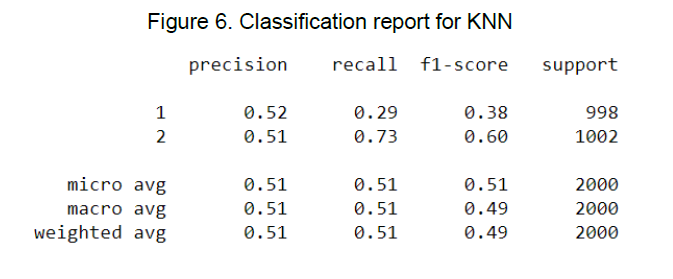 Figure 6. Classification report for KNN
precision recall f1-score support
1 0.52 0.29 0.38 998
2 0.51 0.73 0.60 1002
micro avg 0.51 0.51 0.51 2000
macro avg 0.51 0.51 0.49 2000
weighted avg 0.51 0.51 0.49 2000